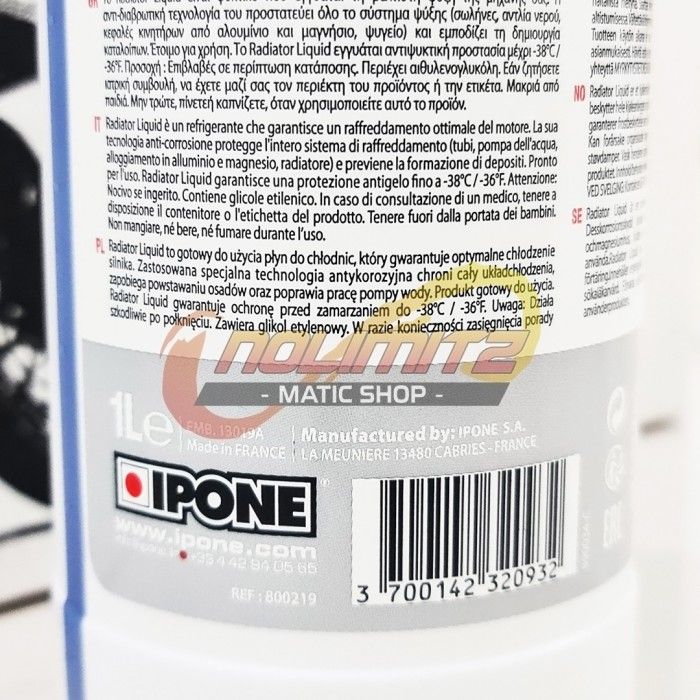 αντι-διαβρωτική τεχνολογία του προστατεύει όλο το σύστημα ψύξης (σωλήνες, αντλία νερού,
κεφαλές κινητήρων από αλουμίνιο και μαγνήσιο, ψυγείο) και εμποδίζει τη δημιουργία
καταλοίπων. Έτοιμο για χρήση. Το Radiator Liquid εγγυάται αντιψυκτική προστασία μέχρι -38°C /
-36°F. Προσοχή : Επιβλαβές σε περίπτωση κατάποσης. Περιέχει αιθυλενογλυκόλη. Εάν ζητήσετε
ιατρική συμβουλή, να έχετε μαζί σας τον περιέκτη του προϊόντος ή την ετικέτα. Μακριά από
παιδιά. Μην τρώτε, πίνετε ή καπνίζετε, όταν χρησιμοποιείτε αυτό το προϊόν.
IT Radiator Liquid è un refrigerante che garantisce un raffreddamento ottimale del motore. La sua
tecnologia anti-corrosione protegge l'intero sistema di raffreddamento (tubi, pompa dell'acqua,
alloggiamento in alluminio e magnesio, radiatore) e previene la formazione di depositi. Pronto
per l'uso. Radiator Liquid garantisce una protezione antigelo fino a -38°C / -36°F. Attenzione:
Nocivo se ingerito. Contiene glicole etilenico. In caso di consultazione di un medico, tenere a
disposizione il contenitore o l'etichetta del prodotto. Tenere fuori dalla portata dei bambini.
Non mangiare, né bere, né fumare durante l'uso.
PL Radiator Liquid to gotowy do użycia płyn do chłodnic, który gwarantuje optymalne chłodzenie
silnika. Zastosowana specjalna technologia antykorozyjna chroni cały układchłodzenia,
zapobiega powstawaniu osadów oraz poprawia pracę pompy wody. Produkt gotowy do użycia.
Radiator Liquid gwarantuje ochronę przed zamarzaniem do -38°C / -36°F. Uwaga: Działa
szkodliwie po połknięciu. Zawiera glikol etylenowy. W razie konieczności zasięgnięcia porady
NO Radiator Liquid er et
SE Radiator Liquid
NOLIMITZ
- MATIC SHOP -
1Le
EMB. 13019A
Made in FRANCE
Manufactured by: IPONE S.A.
LA MEUNIERE 13480 CABRIES - FRANCE
IPONE®
www.ipone.com
+33 4 42 94 05 65
REF : 800219
3 700142 320932
EAC